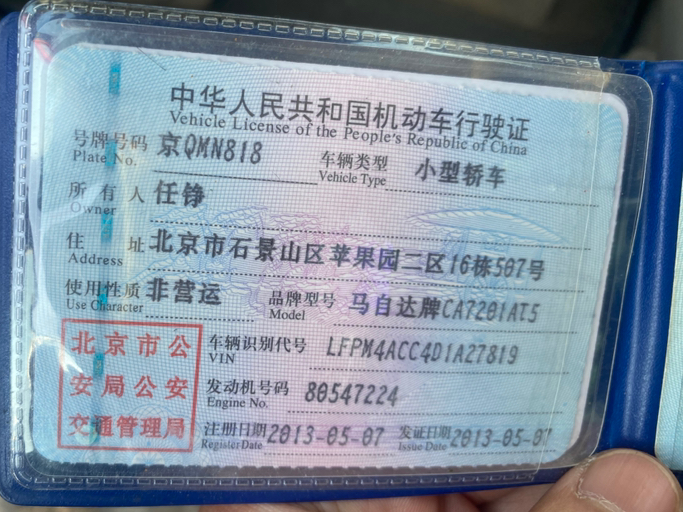 中华人民共和国机动车行驶证
Vehicle License of the People's Republic of China
号牌号码 京QMN818 车辆类型 小型轿车
Plate No. Vehicle Type
所有人 任铮
Owner
住址 北京市石景山区苹果园二区16栋507号
Address
使用性质 非营运 品牌型号 马自达牌CA7201AT5
Use Character Model
北京市公
安局公安
交通管理局
车辆识别代号 LFPM4ACC4D1A27819
VIN
发动机号码 80547224
Engine No.
注册日期 2013-05-07 发证日期 2013-05-07
Register Date Issue Date